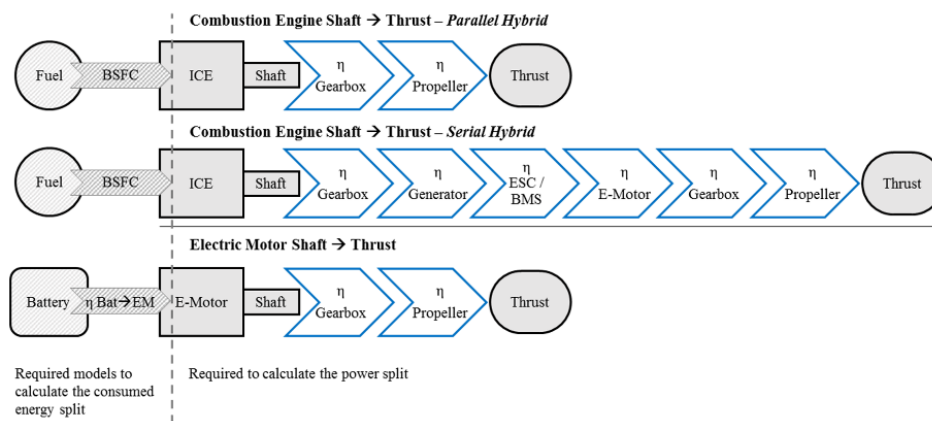 Combustion Engine Shaft → Thrust – Parallel Hybrid
Fuel
BSFC
ICE
Shaft
η
Gearbox
η
Propeller
Thrust
Combustion Engine Shaft → Thrust – Serial Hybrid
Fuel
BSFC
ICE
Shaft
η
Gearbox
η
Generator
η
ESC /
BMS
η
E-Motor
η
Gearbox
η
Propeller
Thrust
Electric Motor Shaft → Thrust
Battery
η Bat→EM
E-Motor
Shaft
η
Gearbox
η
Propeller
Thrust
Required models to
calculate the consumed
energy split
Required to calculate the power split